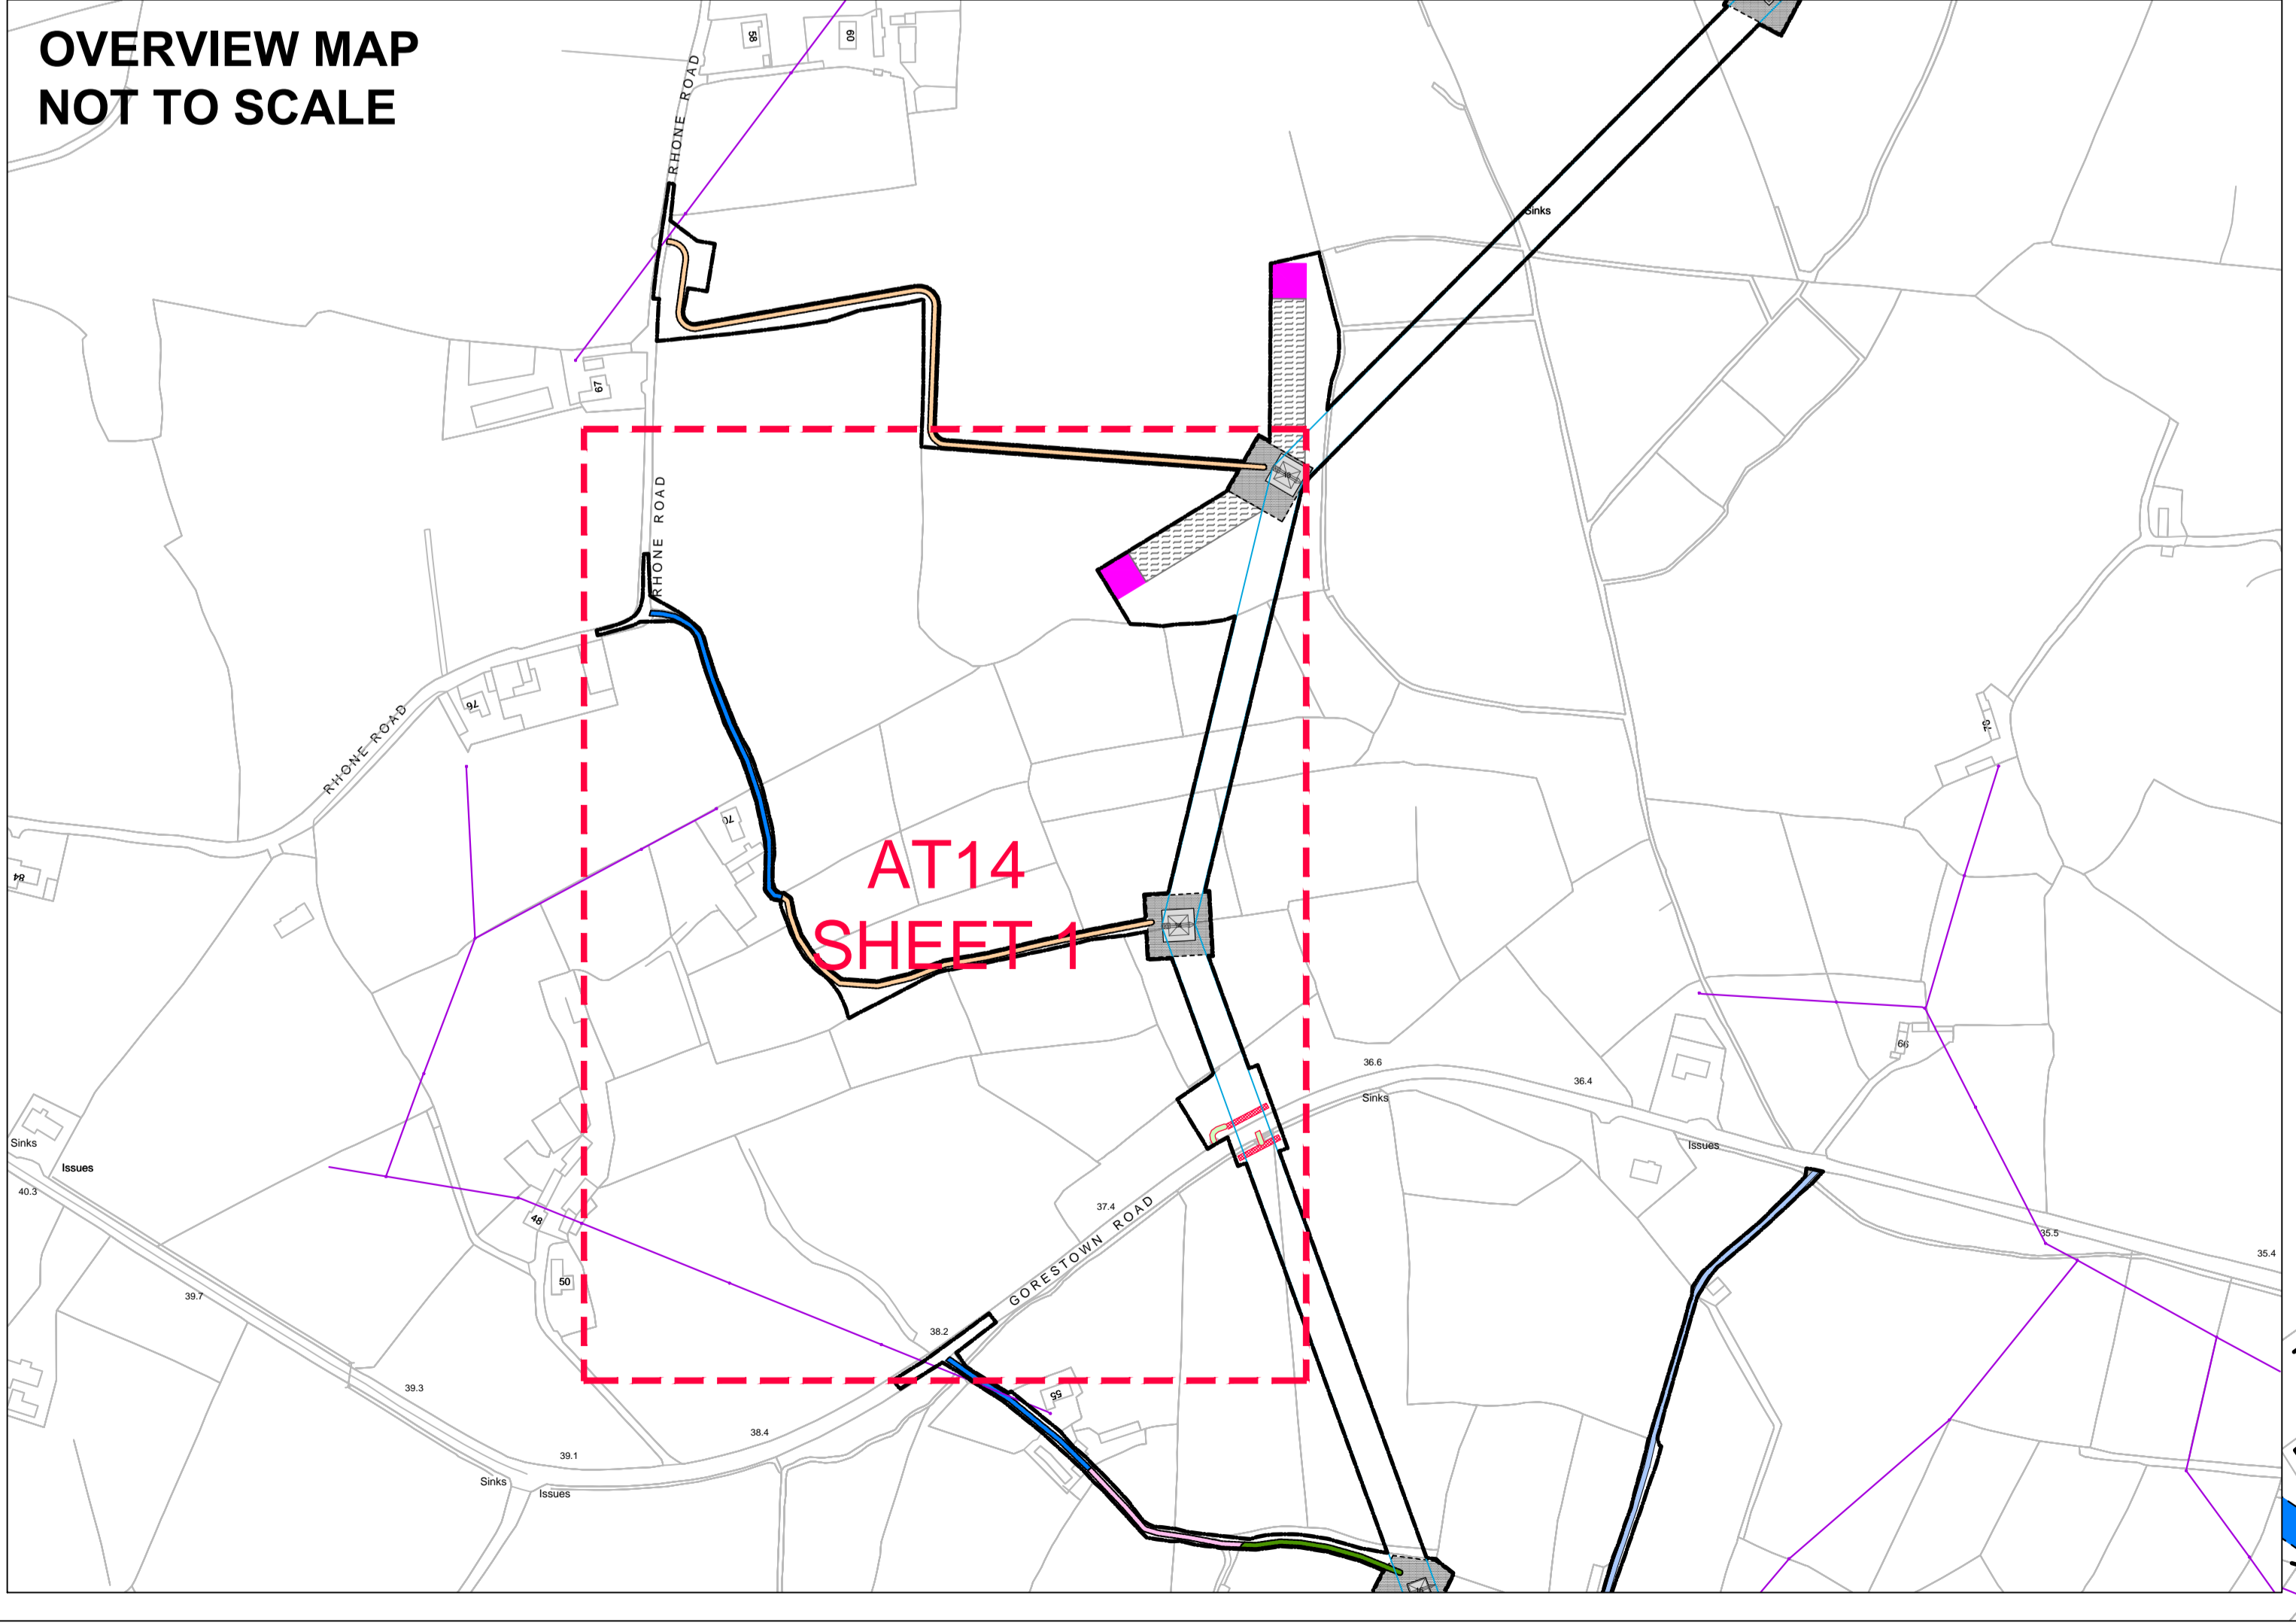 OVERVIEW MAP
NOT TO SCALE
58
60
RHONE ROAD
Sinks
67
RHONE ROAD
76
RHONE ROAD
70
84
AT14
SHEET 1
66
36.6
36.4
Sinks
Issues
Sinks
Issues
40.3
37.4
GORESTOWN ROAD
48
50
35.5
35.4
39.7
38.2
39.3
55
38.4
39.1
Sinks
Issues